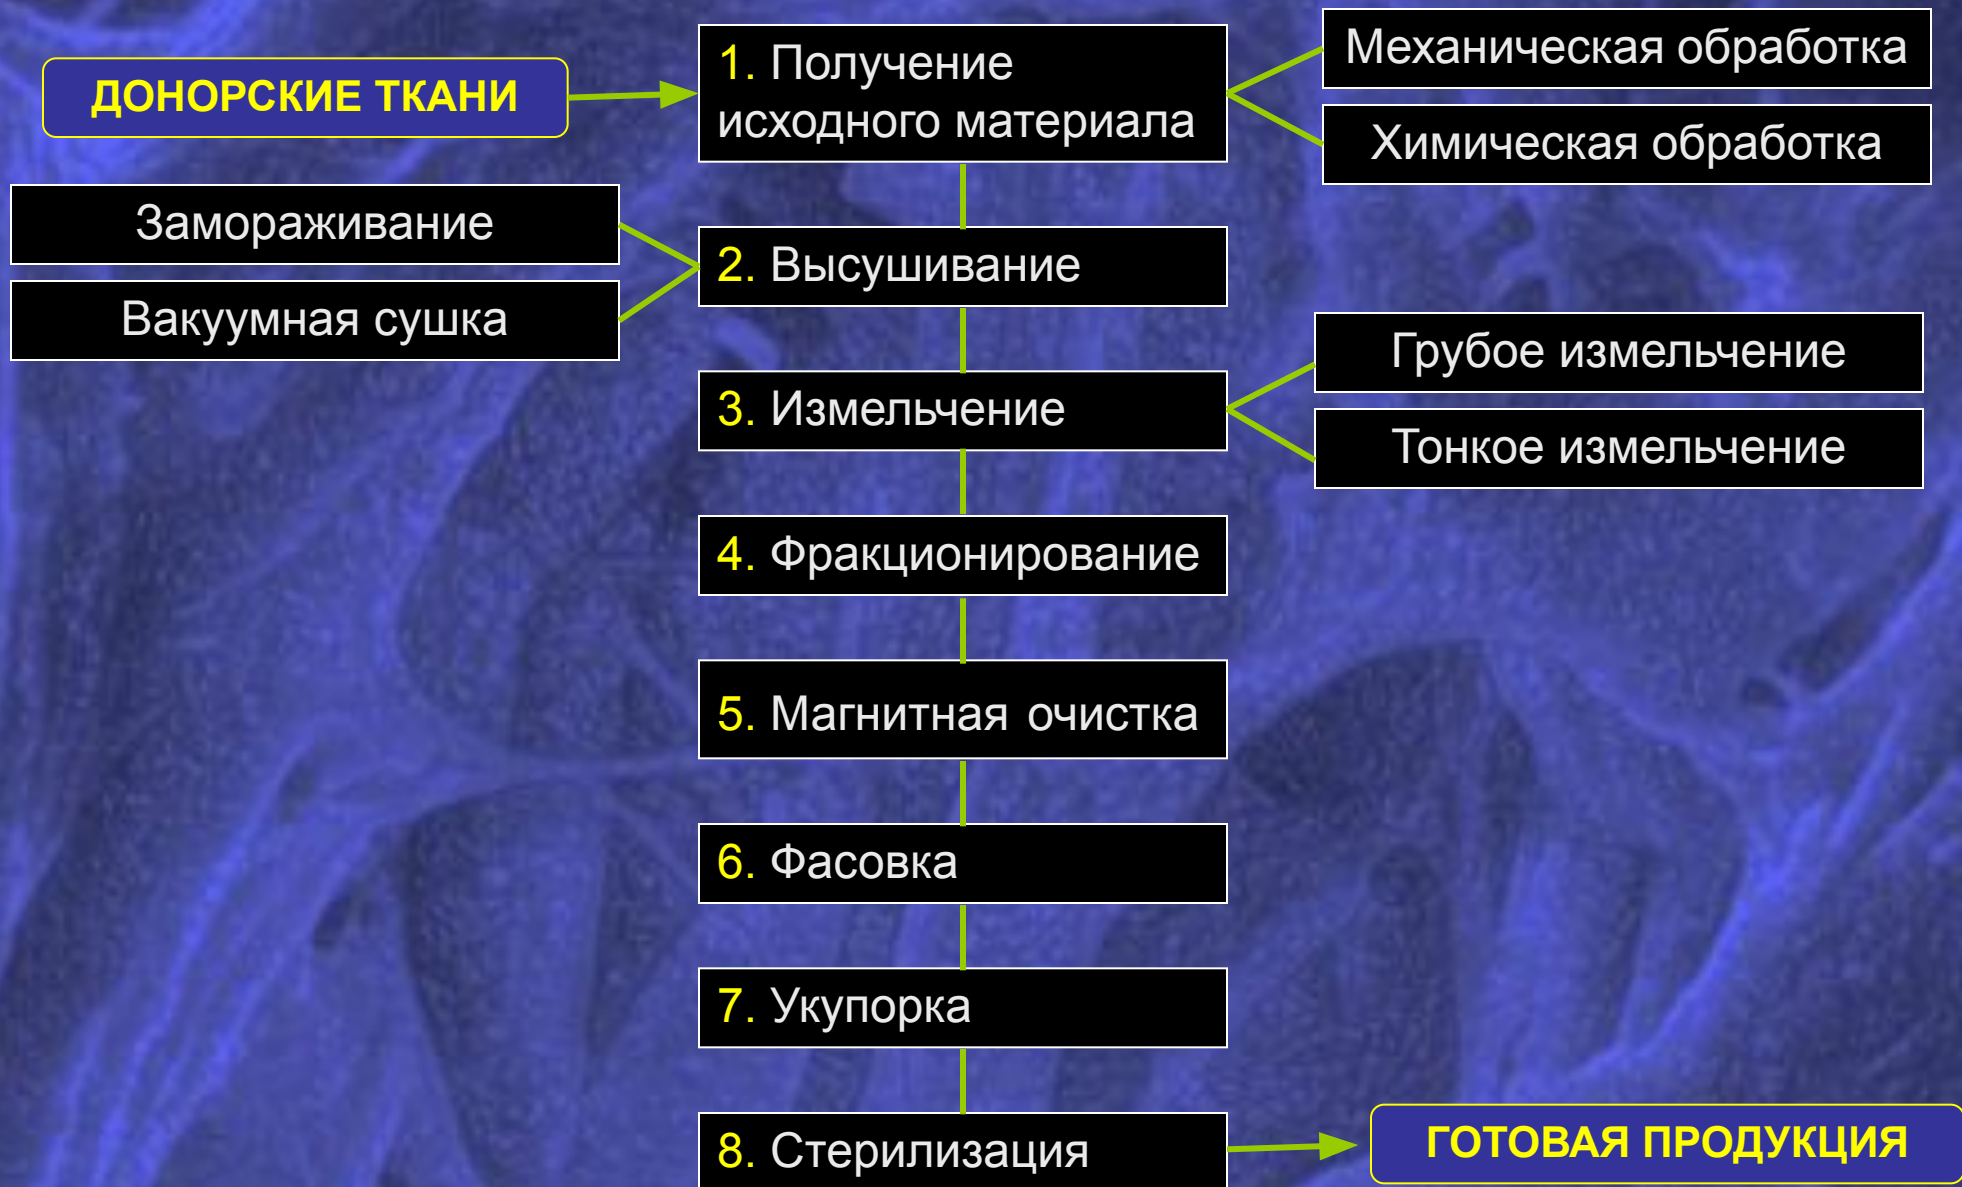 ДОНОРСКИЕ ТКАНИ
1. Получение
исходного материала
Механическая обработка
Химическая обработка
Замораживание
Вакуумная сушка
2. Высушивание
3. Измельчение
Грубое измельчение
Тонкое измельчение
4. Фракционирование
5. Магнитная очистка
6. Фасовка
7. Укупорка
8. Стерилизация
ГОТОВАЯ ПРОДУКЦИЯ